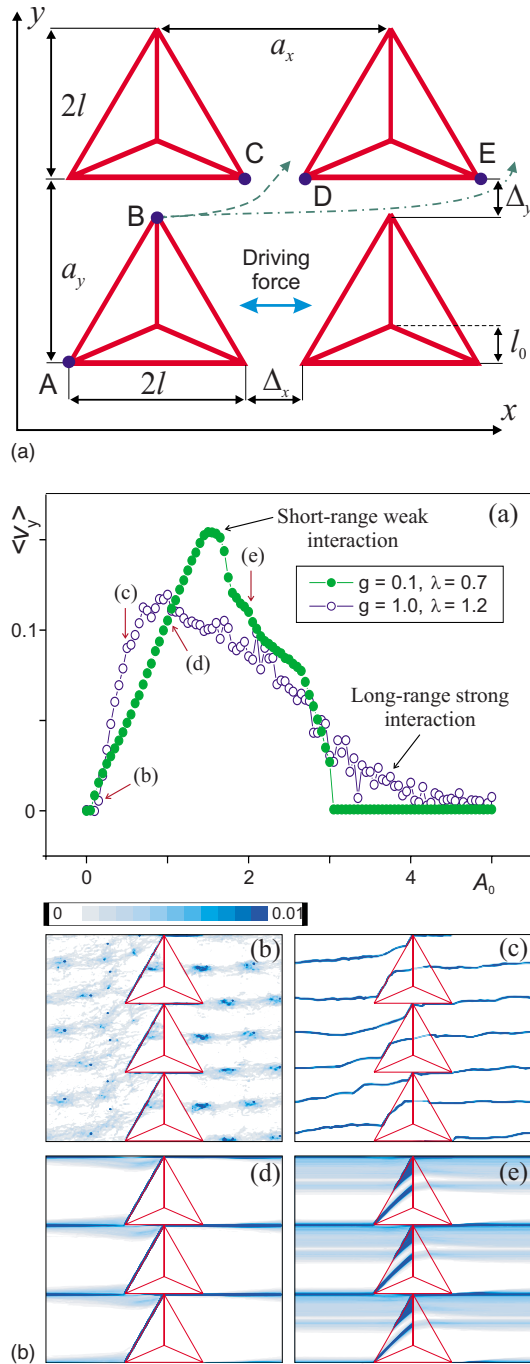 y
a_x
2l
C
D
E
Δ_y
B
a_y
Driving
force
l_0
A
2l
Δ_x
x
(a)
<v_y>
(a)
Short-range weak
interaction
(e)
g = 0.1, λ = 0.7
g = 1.0, λ = 1.2
(c)
0.1
(d)
Long-range strong
interaction
(b)
0
0 2 4 A_0
0 0.01
(b) (c)
(d) (e)
(b)